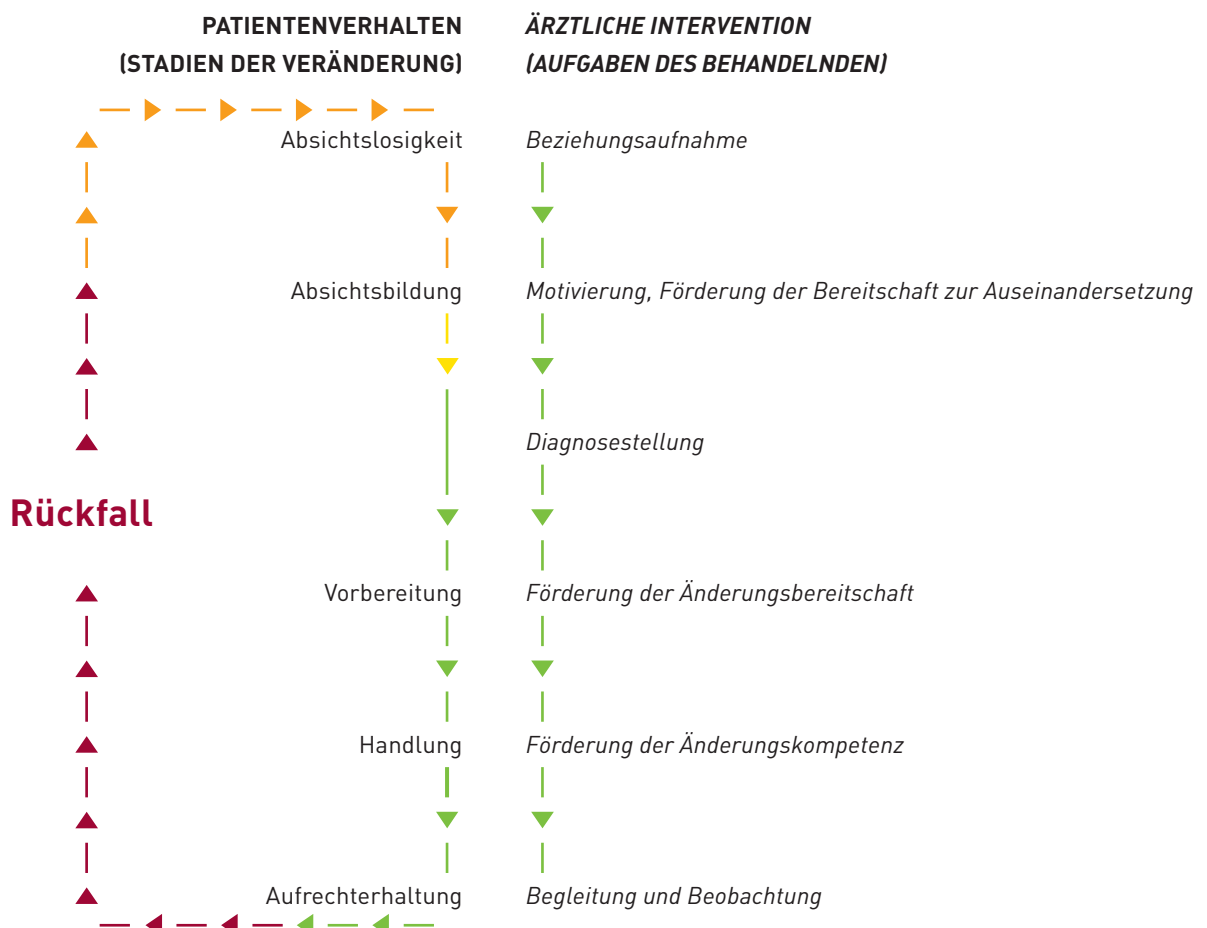 PATIENTENVERHALTEN
(STADIEN DER VERÄNDERUNG)
ÄRZTLICHE INTERVENTION
(AUFGABEN DES BEHANDELNDEN)
Absichtslosigkeit
Beziehungsaufnahme
Absichtsbildung
Motivierung, Förderung der Bereitschaft zur Auseinandersetzung
Diagnosestellung
Rückfall
Vorbereitung
Förderung der Änderungsbereitschaft
Handlung
Förderung der Änderungskompetenz
Aufrechterhaltung
Begleitung und Beobachtung